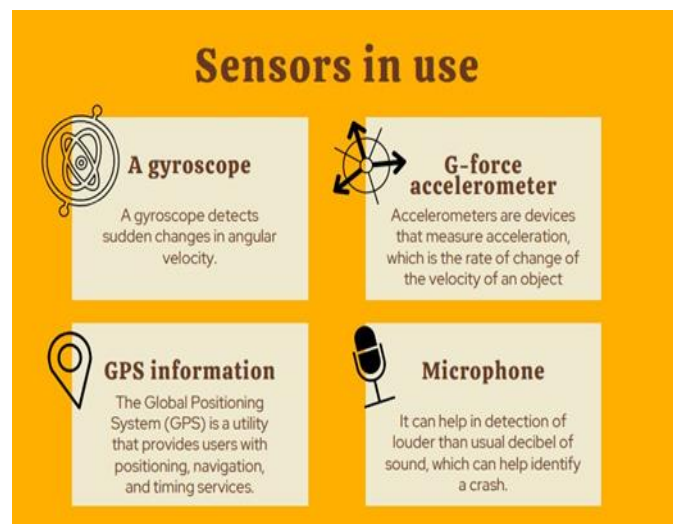 Sensors in use
A gyroscope
A gyroscope detects
sudden changes in angular
velocity.
G-force
accelerometer
Accelerometers are devices
that measure acceleration,
which is the rate of change of
the velocity of an object
GPS information
The Global Positioning
System (GPS) is a utility
that provides users with
positioning, navigation,
and timing services.
Microphone
It can help in detection of
louder than usual decibel of
sound, which can help identify
a crash.